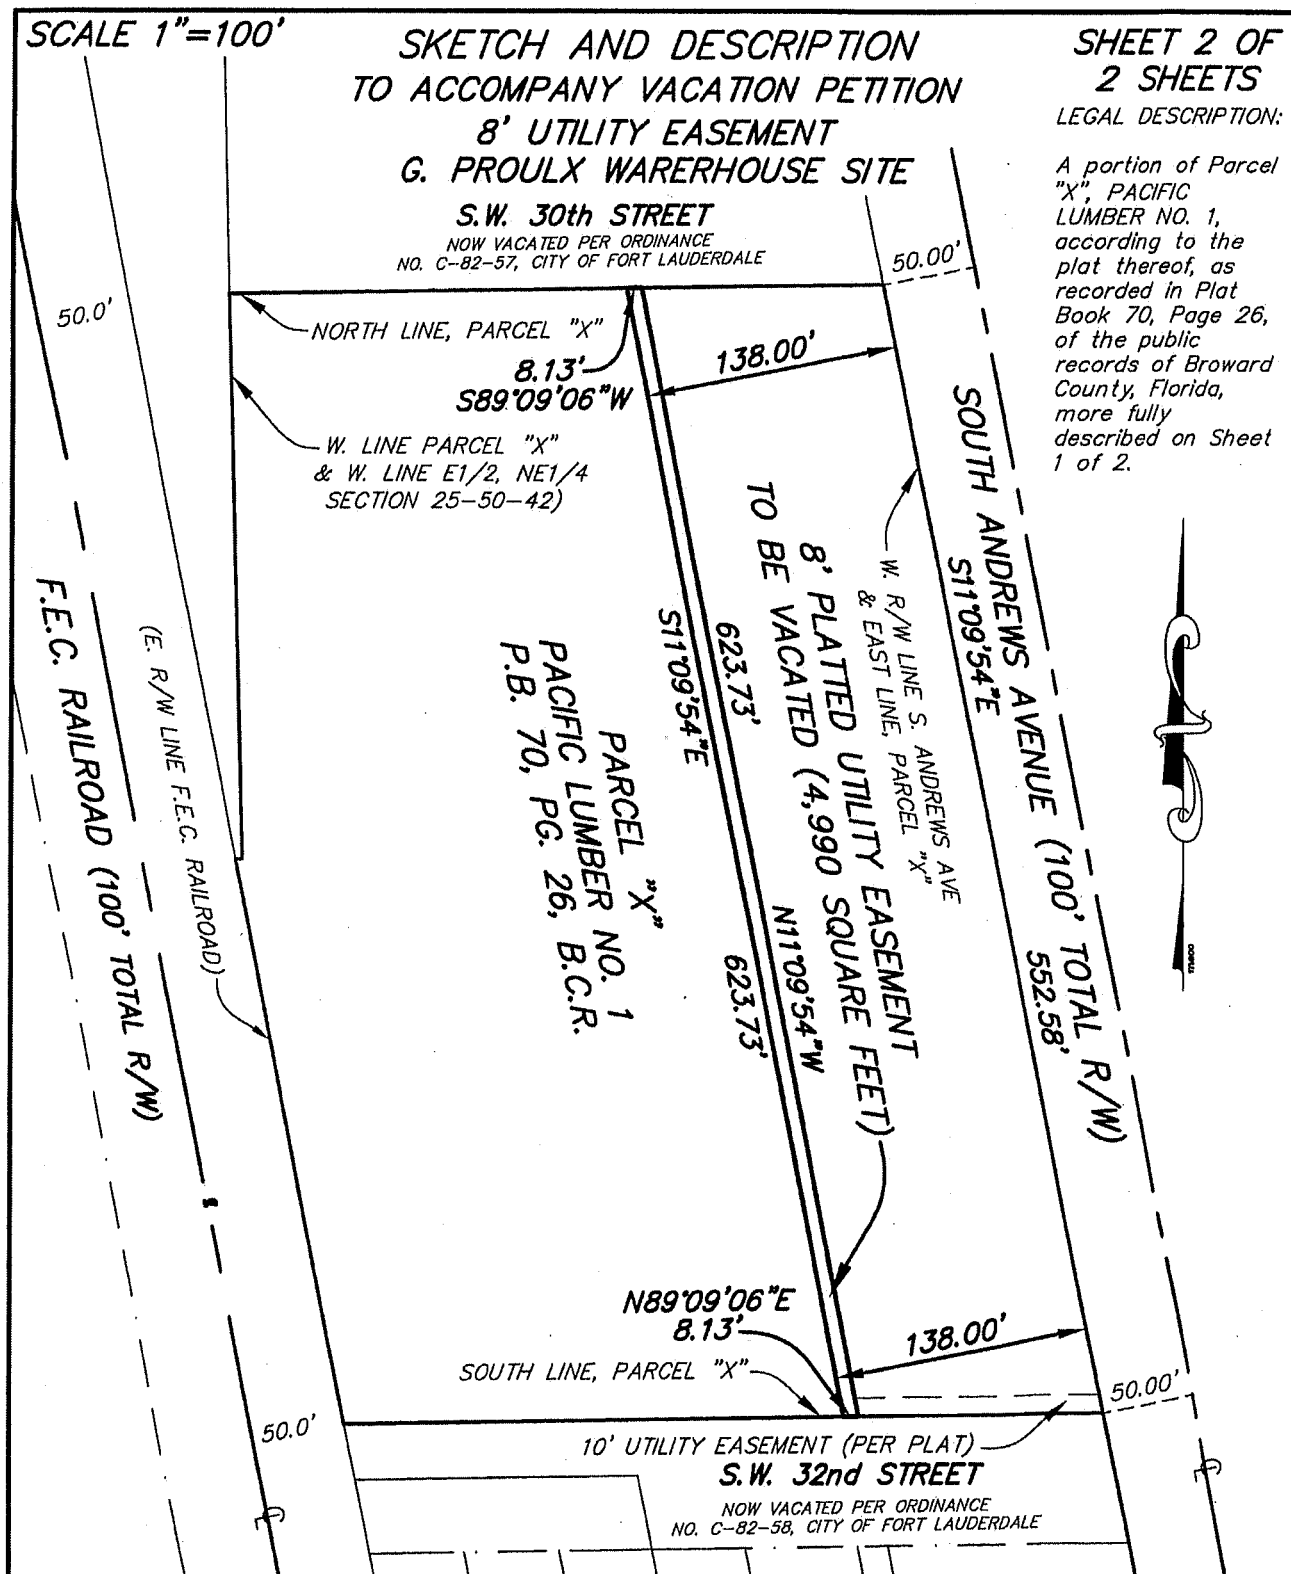 SCALE 1"=100'
SKETCH AND DESCRIPTION
TO ACCOMPANY VACATION PETITION
8' UTILITY EASEMENT
G. PROULX WARERHOUSE SITE
SHEET 2 OF
2 SHEETS
LEGAL DESCRIPTION:
A portion of Parcel
"X", PACIFIC
LUMBER NO. 1,
according to the
plat thereof, as
recorded in Plat
Book 70, Page 26,
of the public
records of Broward
County, Florida,
more fully
described on Sheet
1 of 2.
S.W. 30th STREET
NOW VACATED PER ORDINANCE
NO. C-82-57, CITY OF FORT LAUDERDALE
50.00'
50.0'
NORTH LINE, PARCEL "X"
8.13'
S89°09'06"W
138.00'
W. LINE PARCEL "X"
& W. LINE E1/2, NE1/4
SECTION 25-50-42)
SOUTH ANDREWS AVENUE (100' TOTAL R/W)
S11°09'54"E
552.58'
W. R/W LINE S. ANDREWS AVE
& EAST LINE, PARCEL "X"
8' PLATTED UTILITY EASEMENT
TO BE VACATED (4,990 SQUARE FEET)
623.73'
S11°09'54"E
N11°09'54"W
623.73'
PARCEL "X"
PACIFIC LUMBER NO. 1
P.B. 70, PG. 26, B.C.R.
(E. R/W LINE F.E.C. RAILROAD)
F.E.C. RAILROAD (100' TOTAL R/W)
N89°09'06"E
8.13'
138.00'
SOUTH LINE, PARCEL "X"
50.00'
50.0'
10' UTILITY EASEMENT (PER PLAT)
S.W. 32nd STREET
NOW VACATED PER ORDINANCE
NO. C-82-58, CITY OF FORT LAUDERDALE